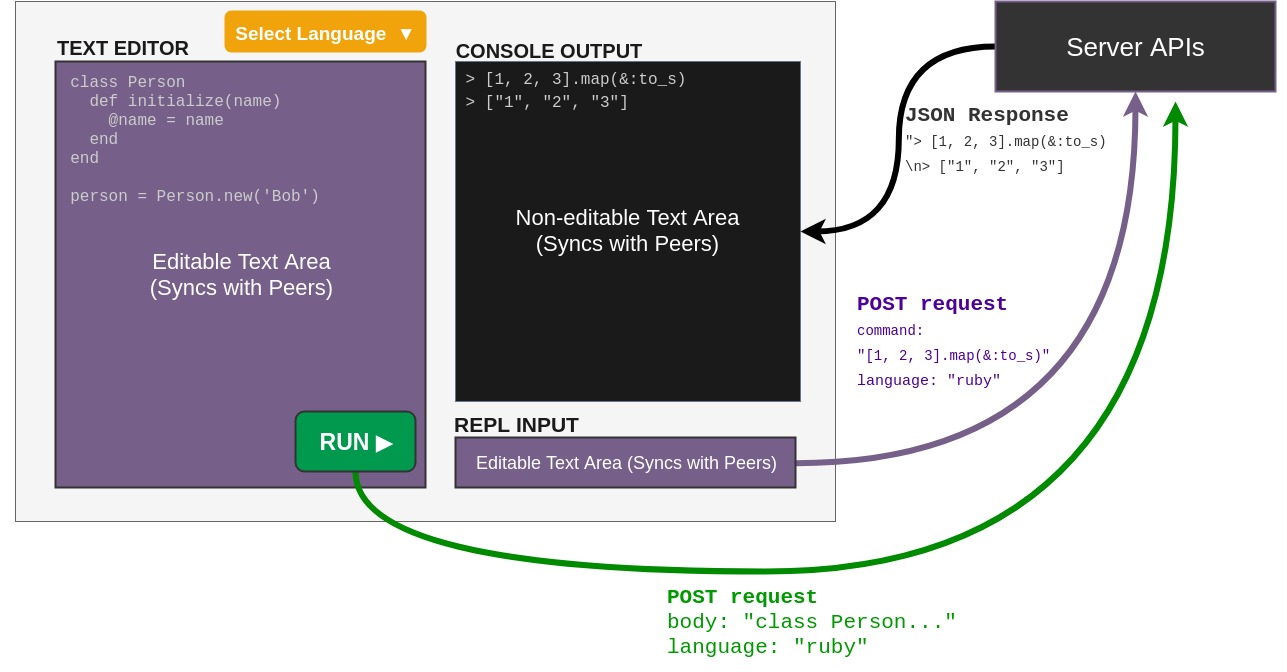 Select Language ▼
TEXT EDITOR
class Person
  def initialize(name)
    @name = name
  end
end
person = Person.new('Bob')
Editable Text Area
(Syncs with Peers)
RUN ▶
CONSOLE OUTPUT
> [1, 2, 3].map(&:to_s)
> ["1", "2", "3"]
Non-editable Text Area
(Syncs with Peers)
REPL INPUT
Editable Text Area (Syncs with Peers)
Server APIs
JSON Response
"> [1, 2, 3].map(&:to_s)
\n> ["1", "2", "3"]
POST request
command:
"[1, 2, 3].map(&:to_s)"
language: "ruby"
POST request
body: "class Person..."
language: "ruby"